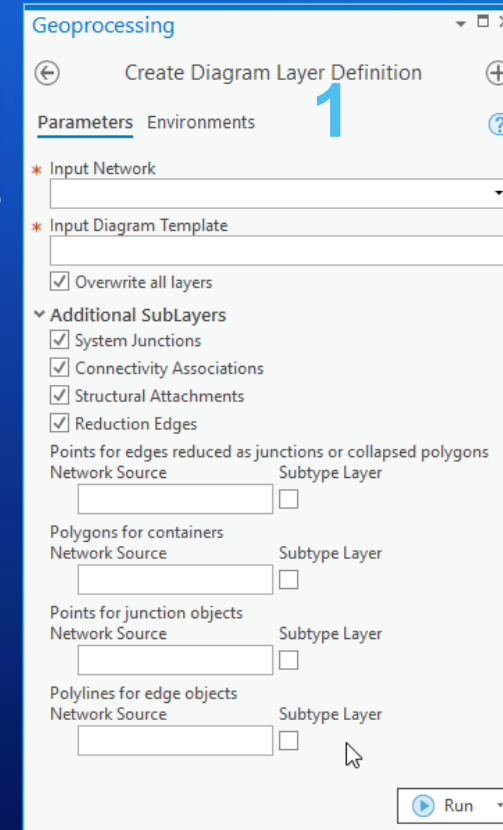 Geoprocessing
Create Diagram Layer Definition
1
Parameters Environments
* Input Network
* Input Diagram Template
Overwrite all layers
Additional SubLayers
System Junctions
Connectivity Associations
Structural Attachments
Reduction Edges
Points for edges reduced as junctions or collapsed polygons
Network Source Subtype Layer
Polygons for containers
Network Source Subtype Layer
Points for junction objects
Network Source Subtype Layer
Polylines for edge objects
Network Source Subtype Layer
Run